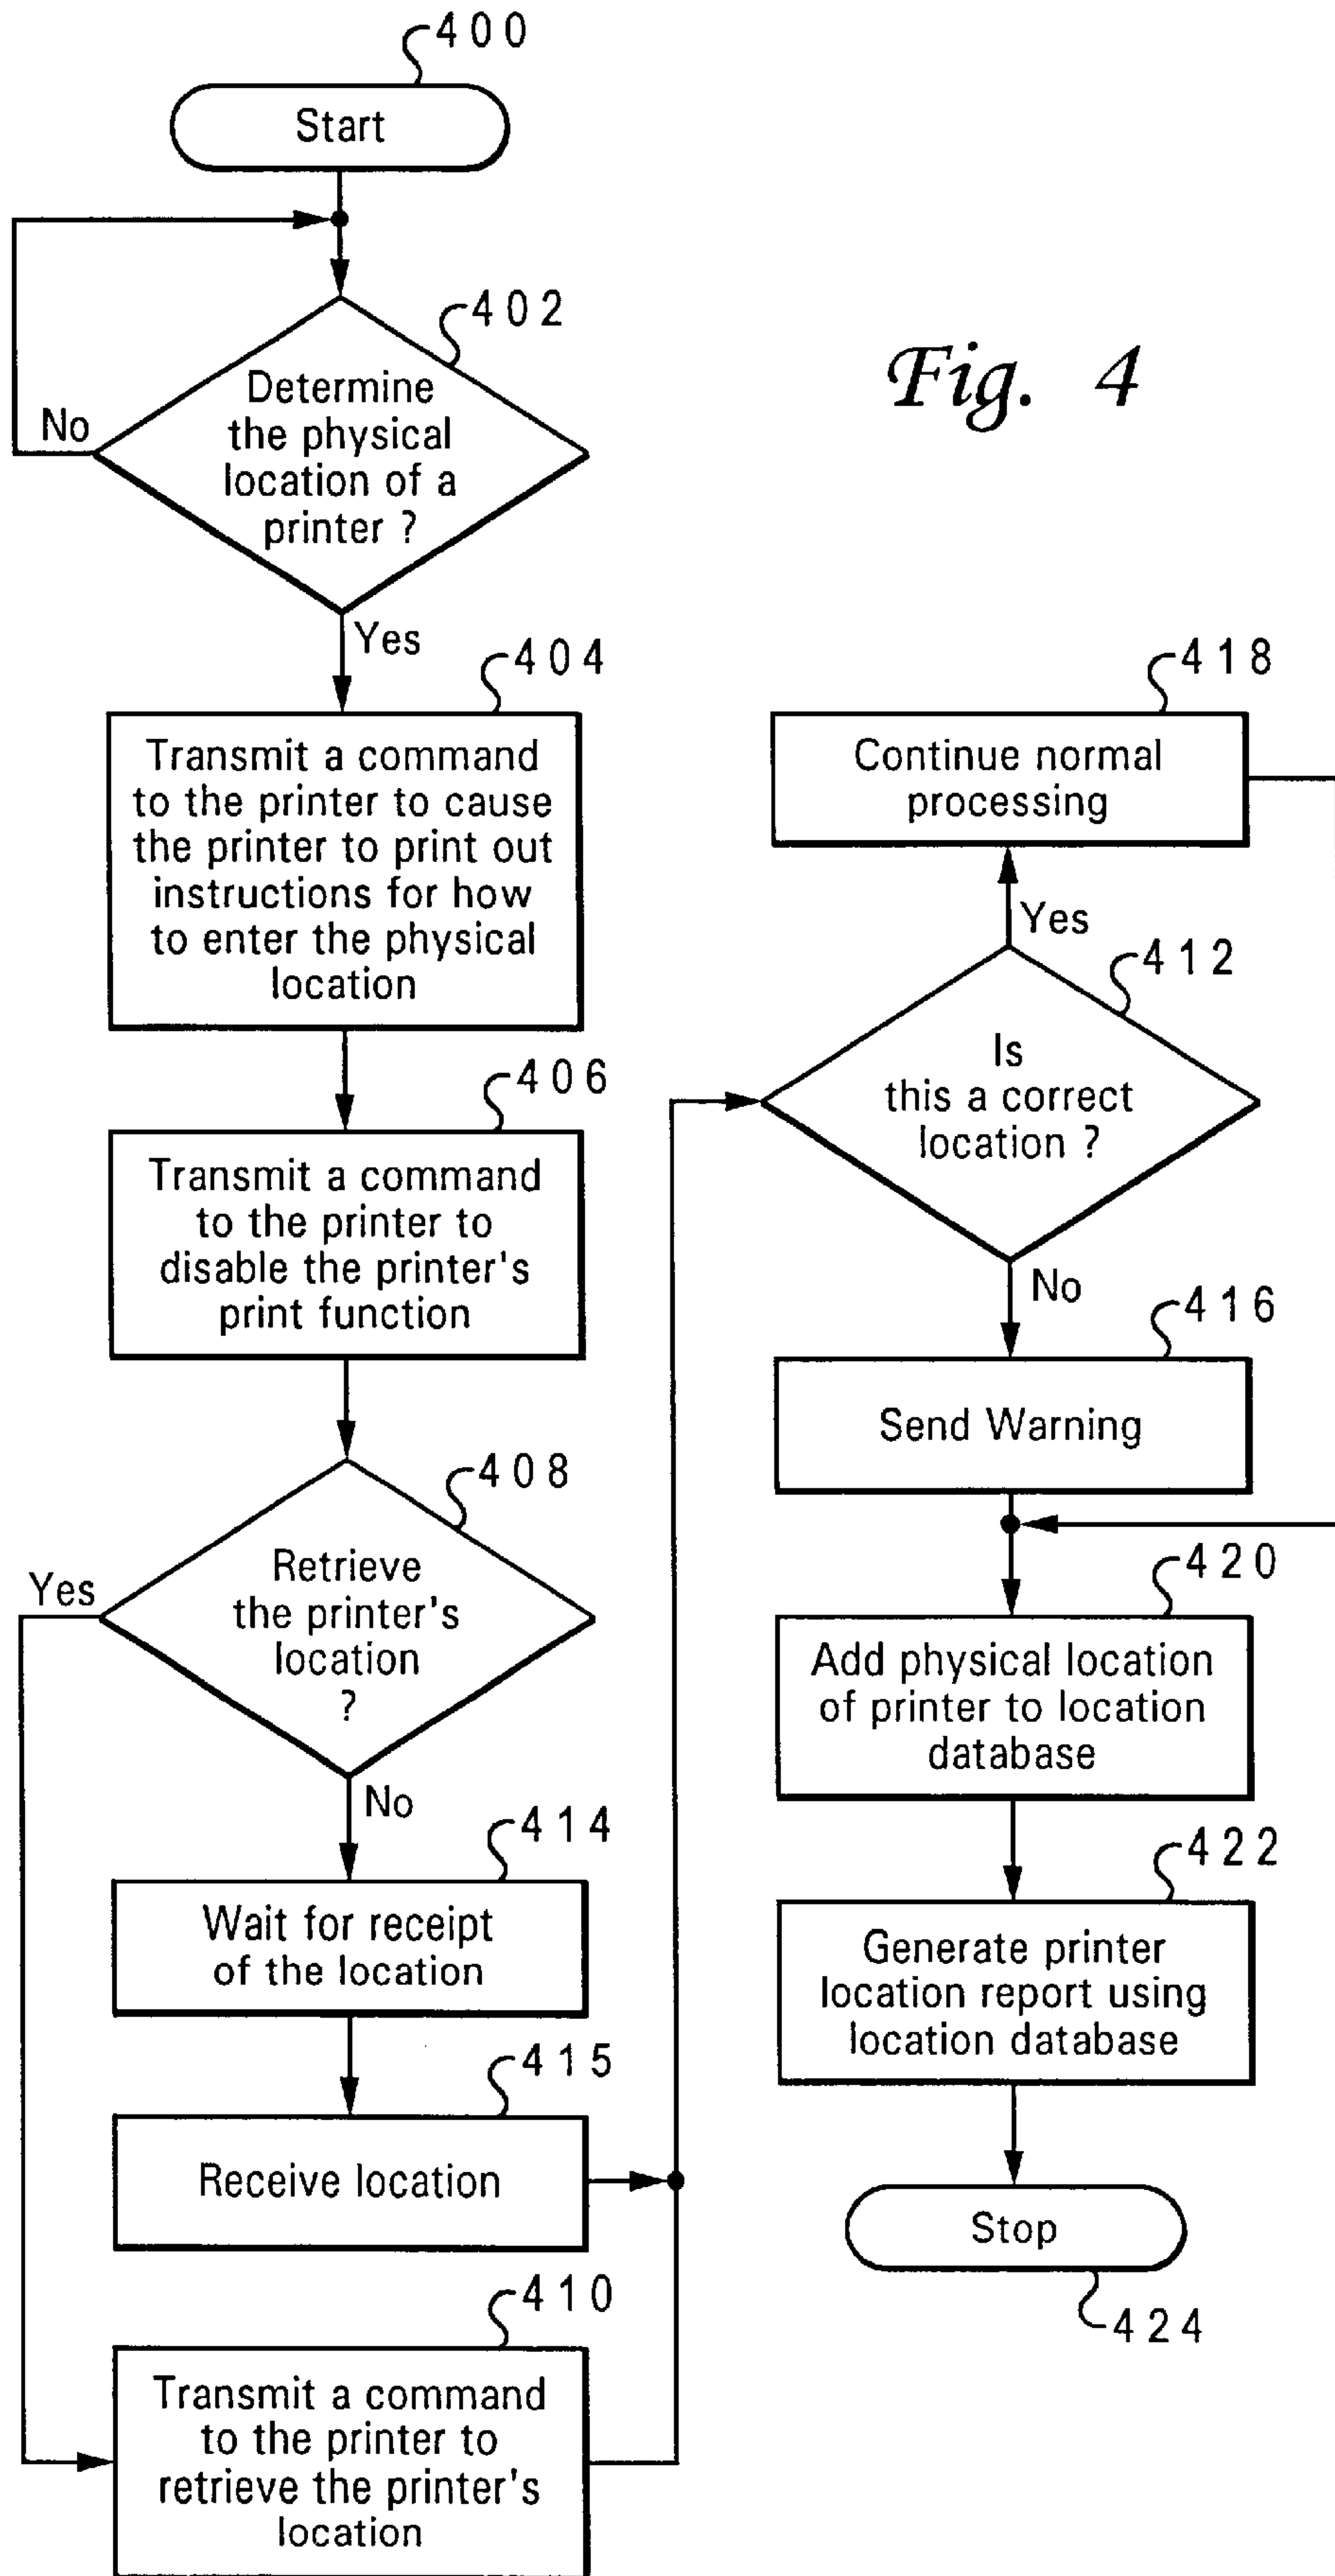 400
Start
402
Determine
the physical
location of a
printer ?
No
Yes
404
Transmit a command
to the printer to cause
the printer to print out
instructions for how
to enter the physical
location
406
Transmit a command
to the printer to
disable the printer's
print function
408
Retrieve
the printer's
location
?
Yes
No
414
Wait for receipt
of the location
415
Receive location
410
Transmit a command
to the printer to
retrieve the printer's
location
Fig. 4
418
Continue normal
processing
Yes
412
Is
this a correct
location ?
No
416
Send Warning
420
Add physical location
of printer to location
database
422
Generate printer
location report using
location database
Stop
424